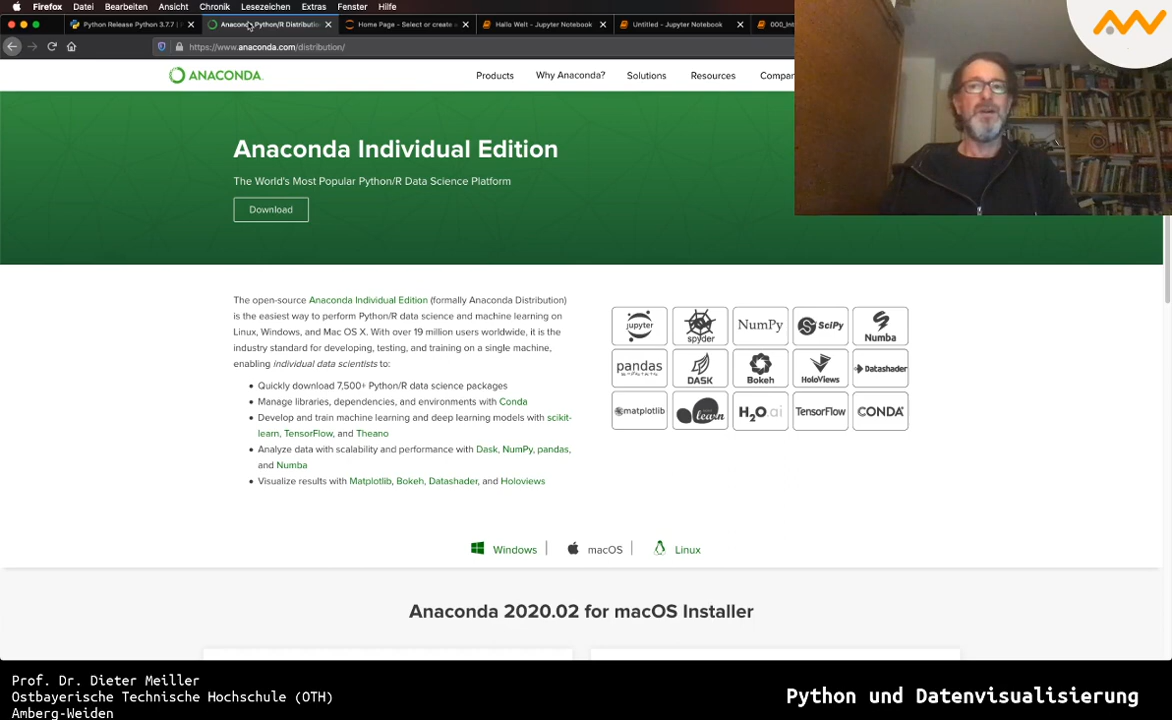 Firefox Datei Bearbeiten Ansicht Chronik Lesezeichen Extras Fenster Hilfe
Python Release Python 3.7.7 | Anaconda Python/R Distributio Home Page - Select or create a Hallo Welt - Jupyter Notebook Untitled - Jupyter Notebook 000_Int
https://www.anaconda.com/distribution/
ANACONDA. Products Why Anaconda? Solutions Resources Compan
Anaconda Individual Edition
The World's Most Popular Python/R Data Science Platform
Download
The open-source Anaconda Individual Edition (formally Anaconda Distribution)
is the easiest way to perform Python/R data science and machine learning on
Linux, Windows, and Mac OS X. With over 19 million users worldwide, it is the
industry standard for developing, testing, and training on a single machine,
enabling individual data scientists to:
• Quickly download 7,500+ Python/R data science packages
• Manage libraries, dependencies, and environments with Conda
• Develop and train machine learning and deep learning models with scikit-
learn, TensorFlow, and Theano
• Analyze data with scalability and performance with Dask, NumPy, pandas,
and Numba
• Visualize results with Matplotlib, Bokeh, Datashader, and Holoviews
jupyter spyder NumPy SciPy Numba
pandas DASK Bokeh HoloViews Datashader
matplotlib learn H2O.ai TensorFlow CONDA
Windows | macOS | Linux
Anaconda 2020.02 for macOS Installer
Prof. Dr. Dieter Meiller
Ostbayerische Technische Hochschule (OTH)
Amberg-Weiden
Python und Datenvisualisierung